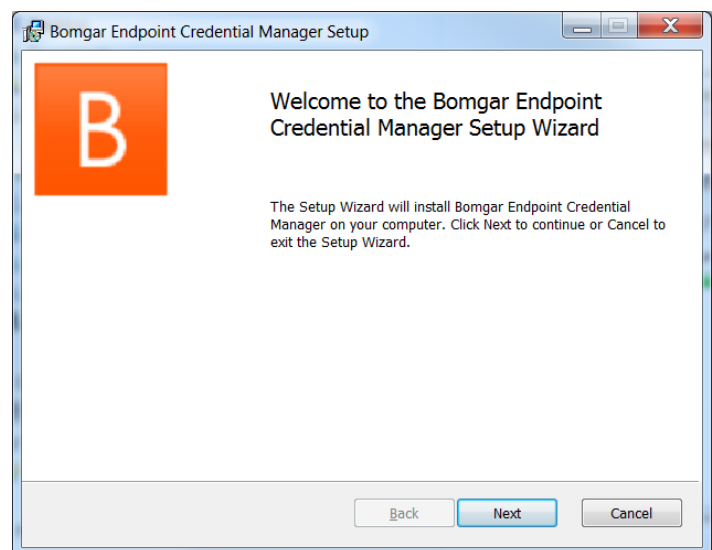 Bomgar Endpoint Credential Manager Setup
B
Welcome to the Bomgar Endpoint
Credential Manager Setup Wizard
The Setup Wizard will install Bomgar Endpoint Credential
Manager on your computer. Click Next to continue or Cancel to
exit the Setup Wizard.
Back
Next
Cancel